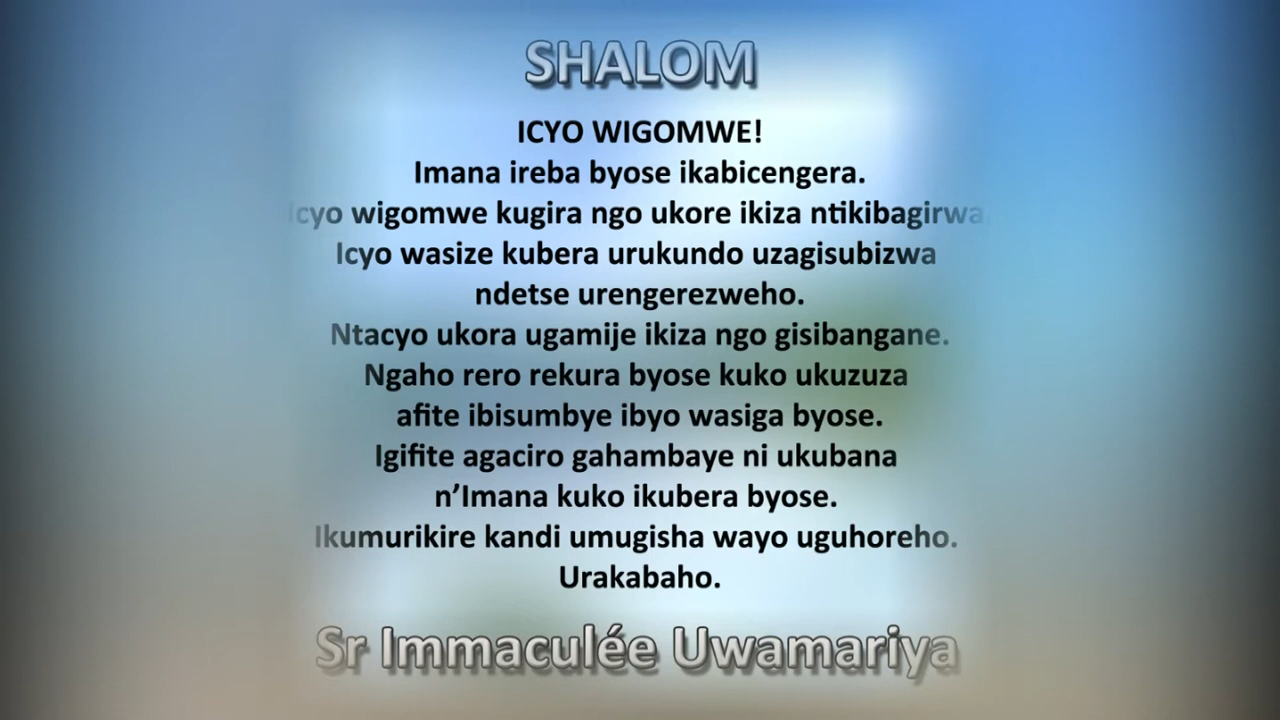 SHALOM
ICYO WIGOMWE!
Imana ireba byose ikabicengera.
Icyo wigomwe kugira ngo ukore ikiza ntikibagirwa.
Icyo wasize kubera urukundo uzagisubizwa
ndetse urengerezweho.
Ntacyo ukora ugamije ikiza ngo gisibangane.
Ngaho rero rekura byose kuko ukuzuza
afite ibisumbye ibyo wasiga byose.
Igifite agaciro gahambaye ni ukubana
n’Imana kuko ikubera byose.
Ikumurikire kandi umugisha wayo uguhoreho.
Urakabaho.
Sr Immaculée Uwamariya